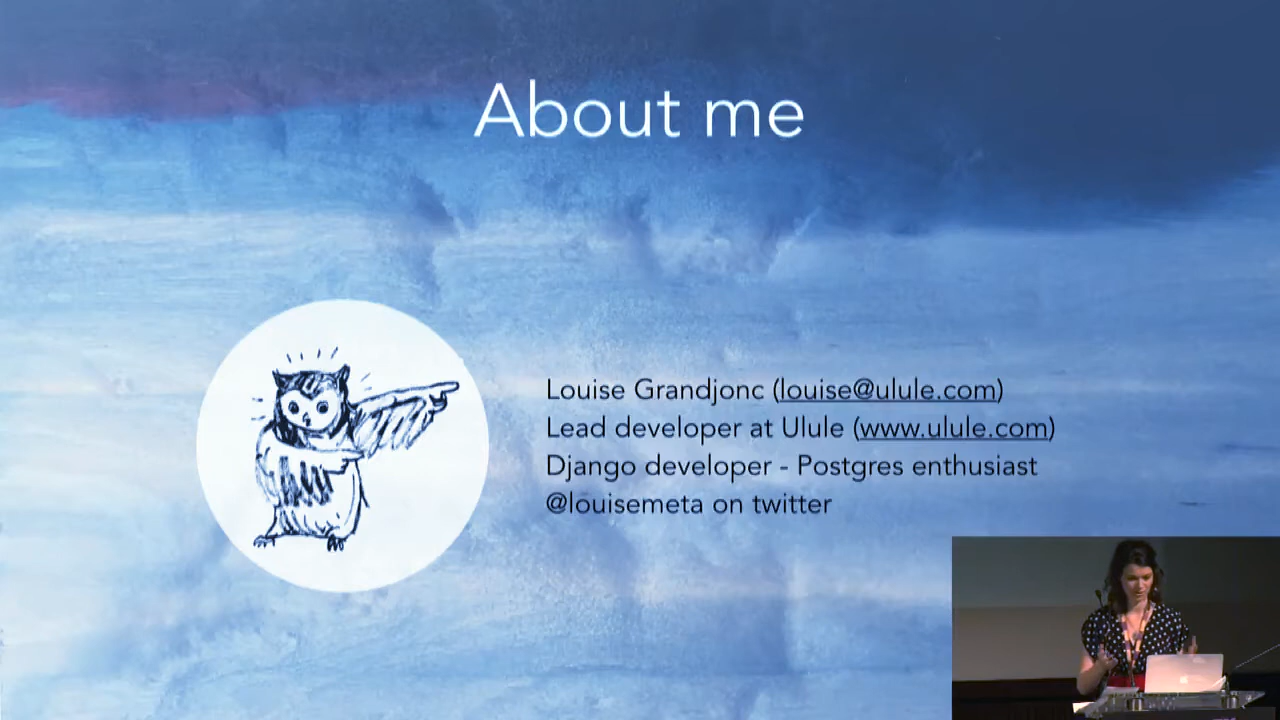 About me
Louise Grandjonc (louise@ulule.com)
Lead developer at Ulule (www.ulule.com)
Django developer - Postgres enthusiast
@louisemeta on twitter